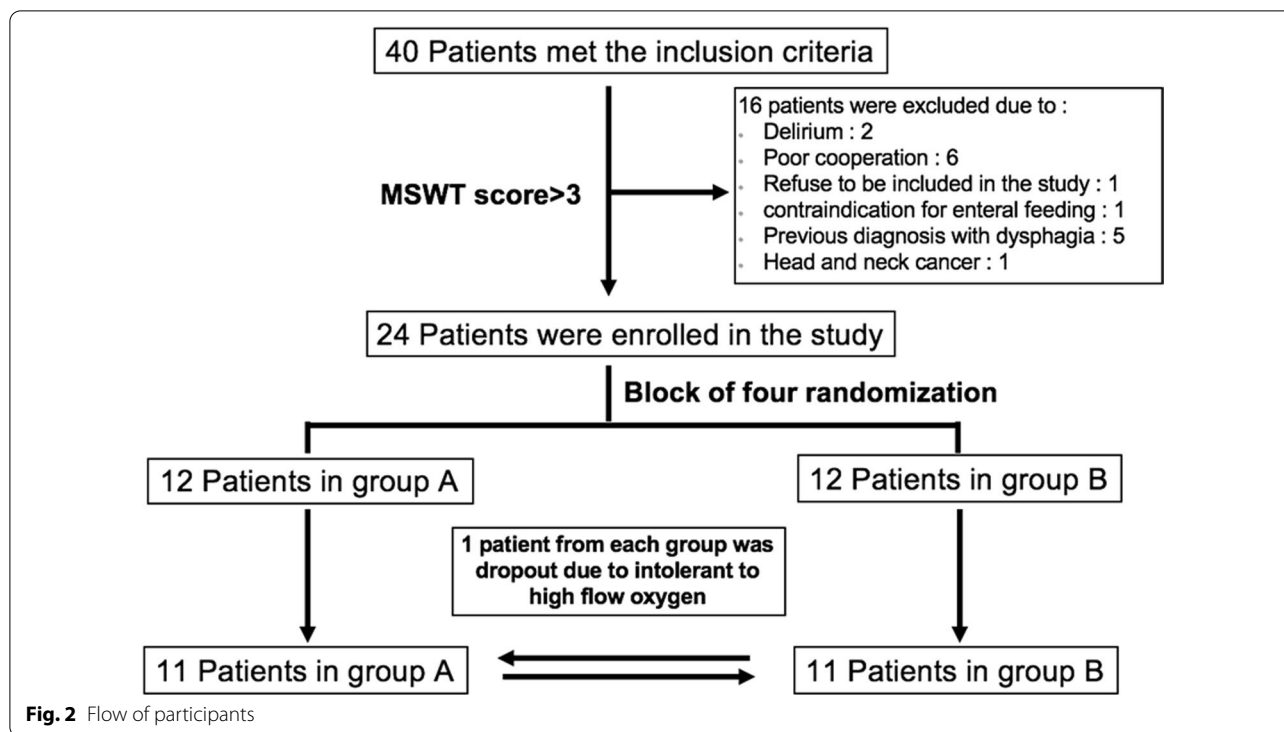 40 Patients met the inclusion criteria
16 patients were excluded due to :
• Delirium : 2
• Poor cooperation : 6
• Refuse to be included in the study : 1
• contraindication for enteral feeding : 1
• Previous diagnosis with dysphagia : 5
• Head and neck cancer : 1
MSWT score>3
24 Patients were enrolled in the study
Block of four randomization
12 Patients in group A
12 Patients in group B
1 patient from each group was
dropout due to intolerant to
high flow oxygen
11 Patients in group A
11 Patients in group B
Fig. 2 Flow of participants